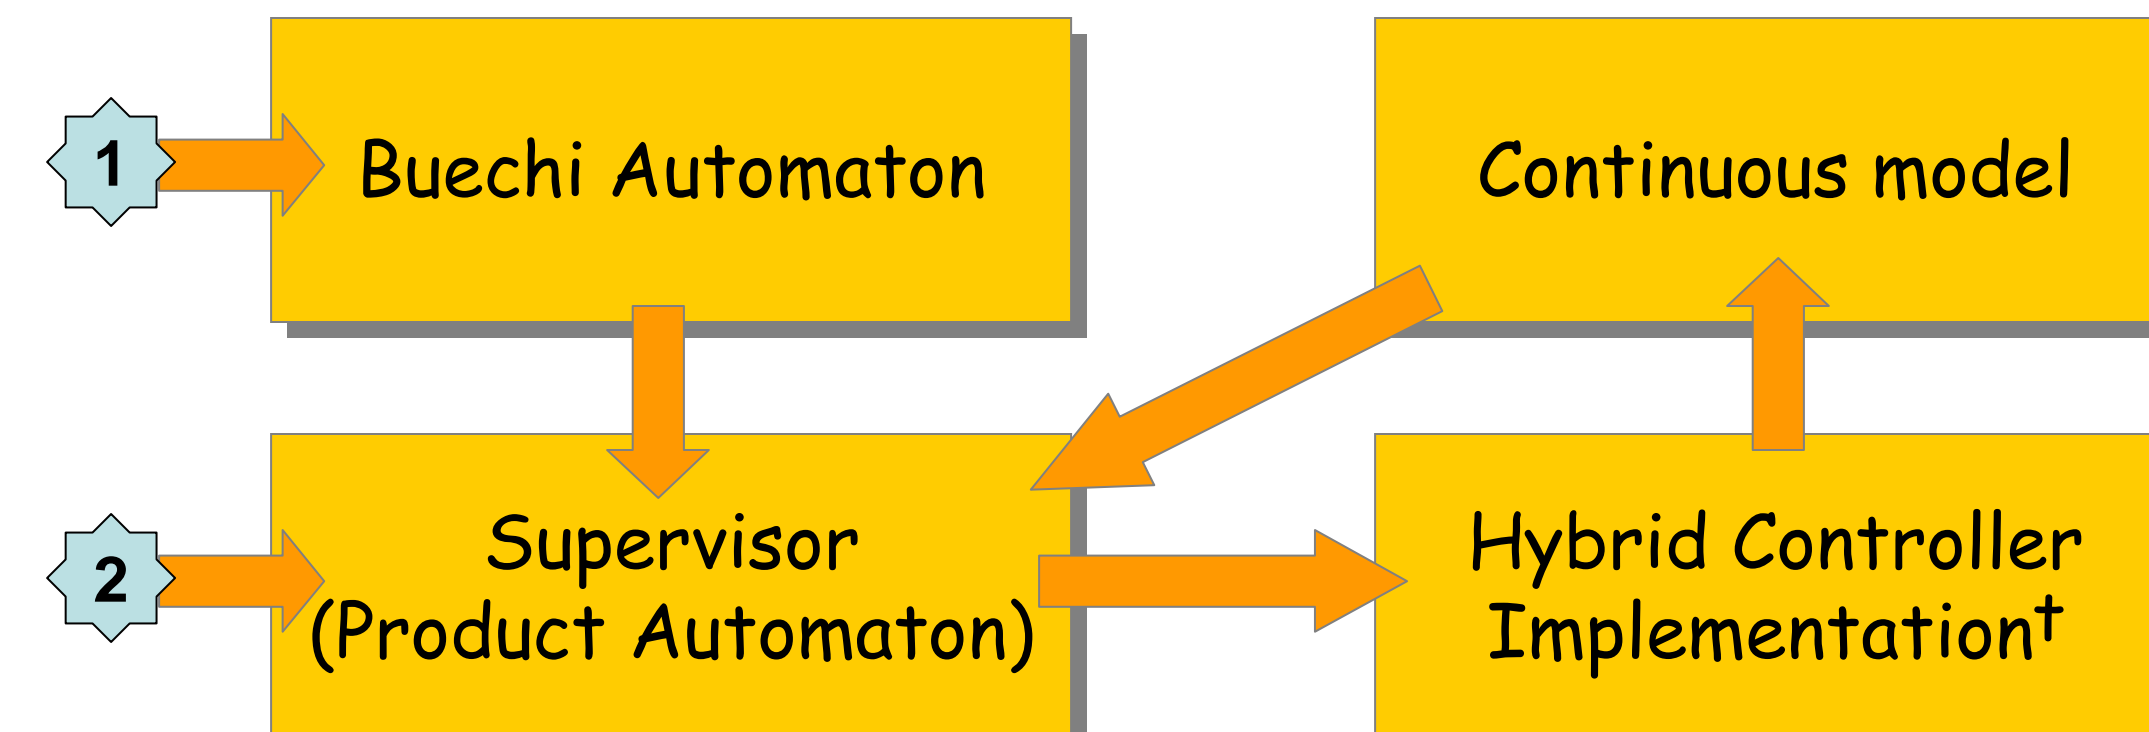 1
Buechi Automaton
Continuous model
2
Supervisor
(Product Automaton)
Hybrid Controller
Implementation†